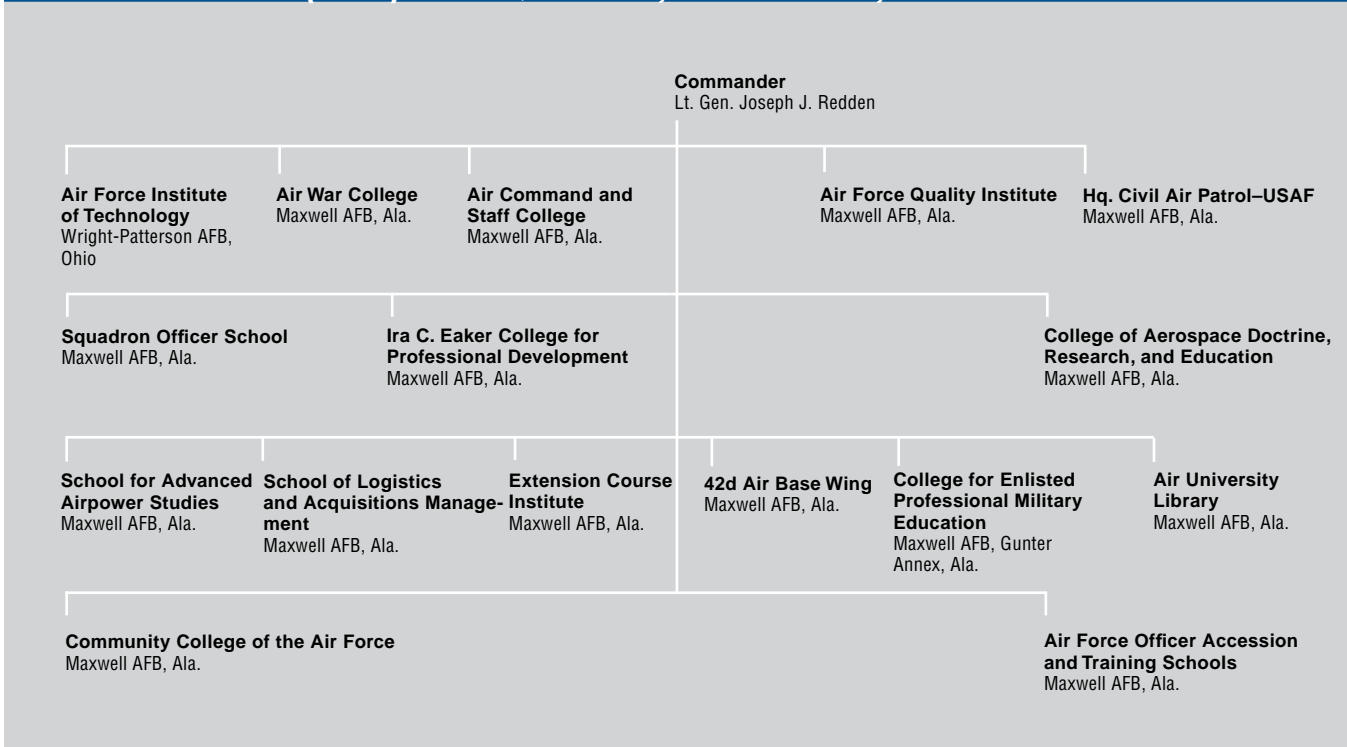 Commander
Lt. Gen. Joseph J. Redden
Air Force Institute
of Technology
Wright-Patterson AFB,
Ohio
Air War College
Maxwell AFB, Ala.
Air Command and
Staff College
Maxwell AFB, Ala.
Air Force Quality Institute
Maxwell AFB, Ala.
Hq. Civil Air Patrol–USAF
Maxwell AFB, Ala.
Squadron Officer School
Maxwell AFB, Ala.
Ira C. Eaker College for
Professional Development
Maxwell AFB, Ala.
College of Aerospace Doctrine,
Research, and Education
Maxwell AFB, Ala.
School for Advanced
Airpower Studies
Maxwell AFB, Ala.
School of Logistics
and Acquisitions Manage-
ment
Maxwell AFB, Ala.
Extension Course
Institute
Maxwell AFB, Ala.
42d Air Base Wing
Maxwell AFB, Ala.
College for Enlisted
Professional Military
Education
Maxwell AFB, Gunter
Annex, Ala.
Air University
Library
Maxwell AFB, Ala.
Community College of the Air Force
Maxwell AFB, Ala.
Air Force Officer Accession
and Training Schools
Maxwell AFB, Ala.